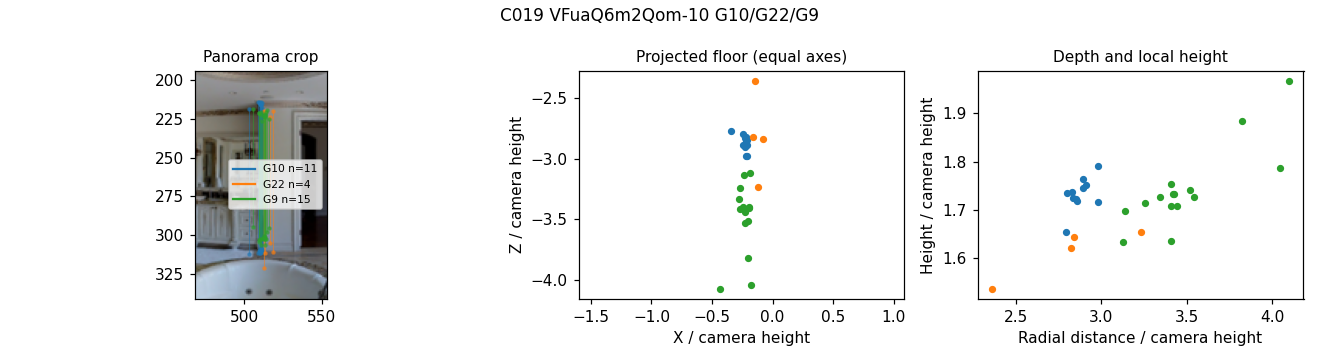 C019 VFuaQ6m2Qom-10 G10/G22/G9
Panorama crop
200
225
250
275
300
325
500
550
G10 n=11
G22 n=4
G9 n=15
Projected floor (equal axes)
Z / camera height
−2.5
−3.0
−3.5
−4.0
−1.5
−1.0
−0.5
0.0
0.5
1.0
X / camera height
Depth and local height
Height / camera height
1.9
1.8
1.7
1.6
2.5
3.0
3.5
4.0
Radial distance / camera height